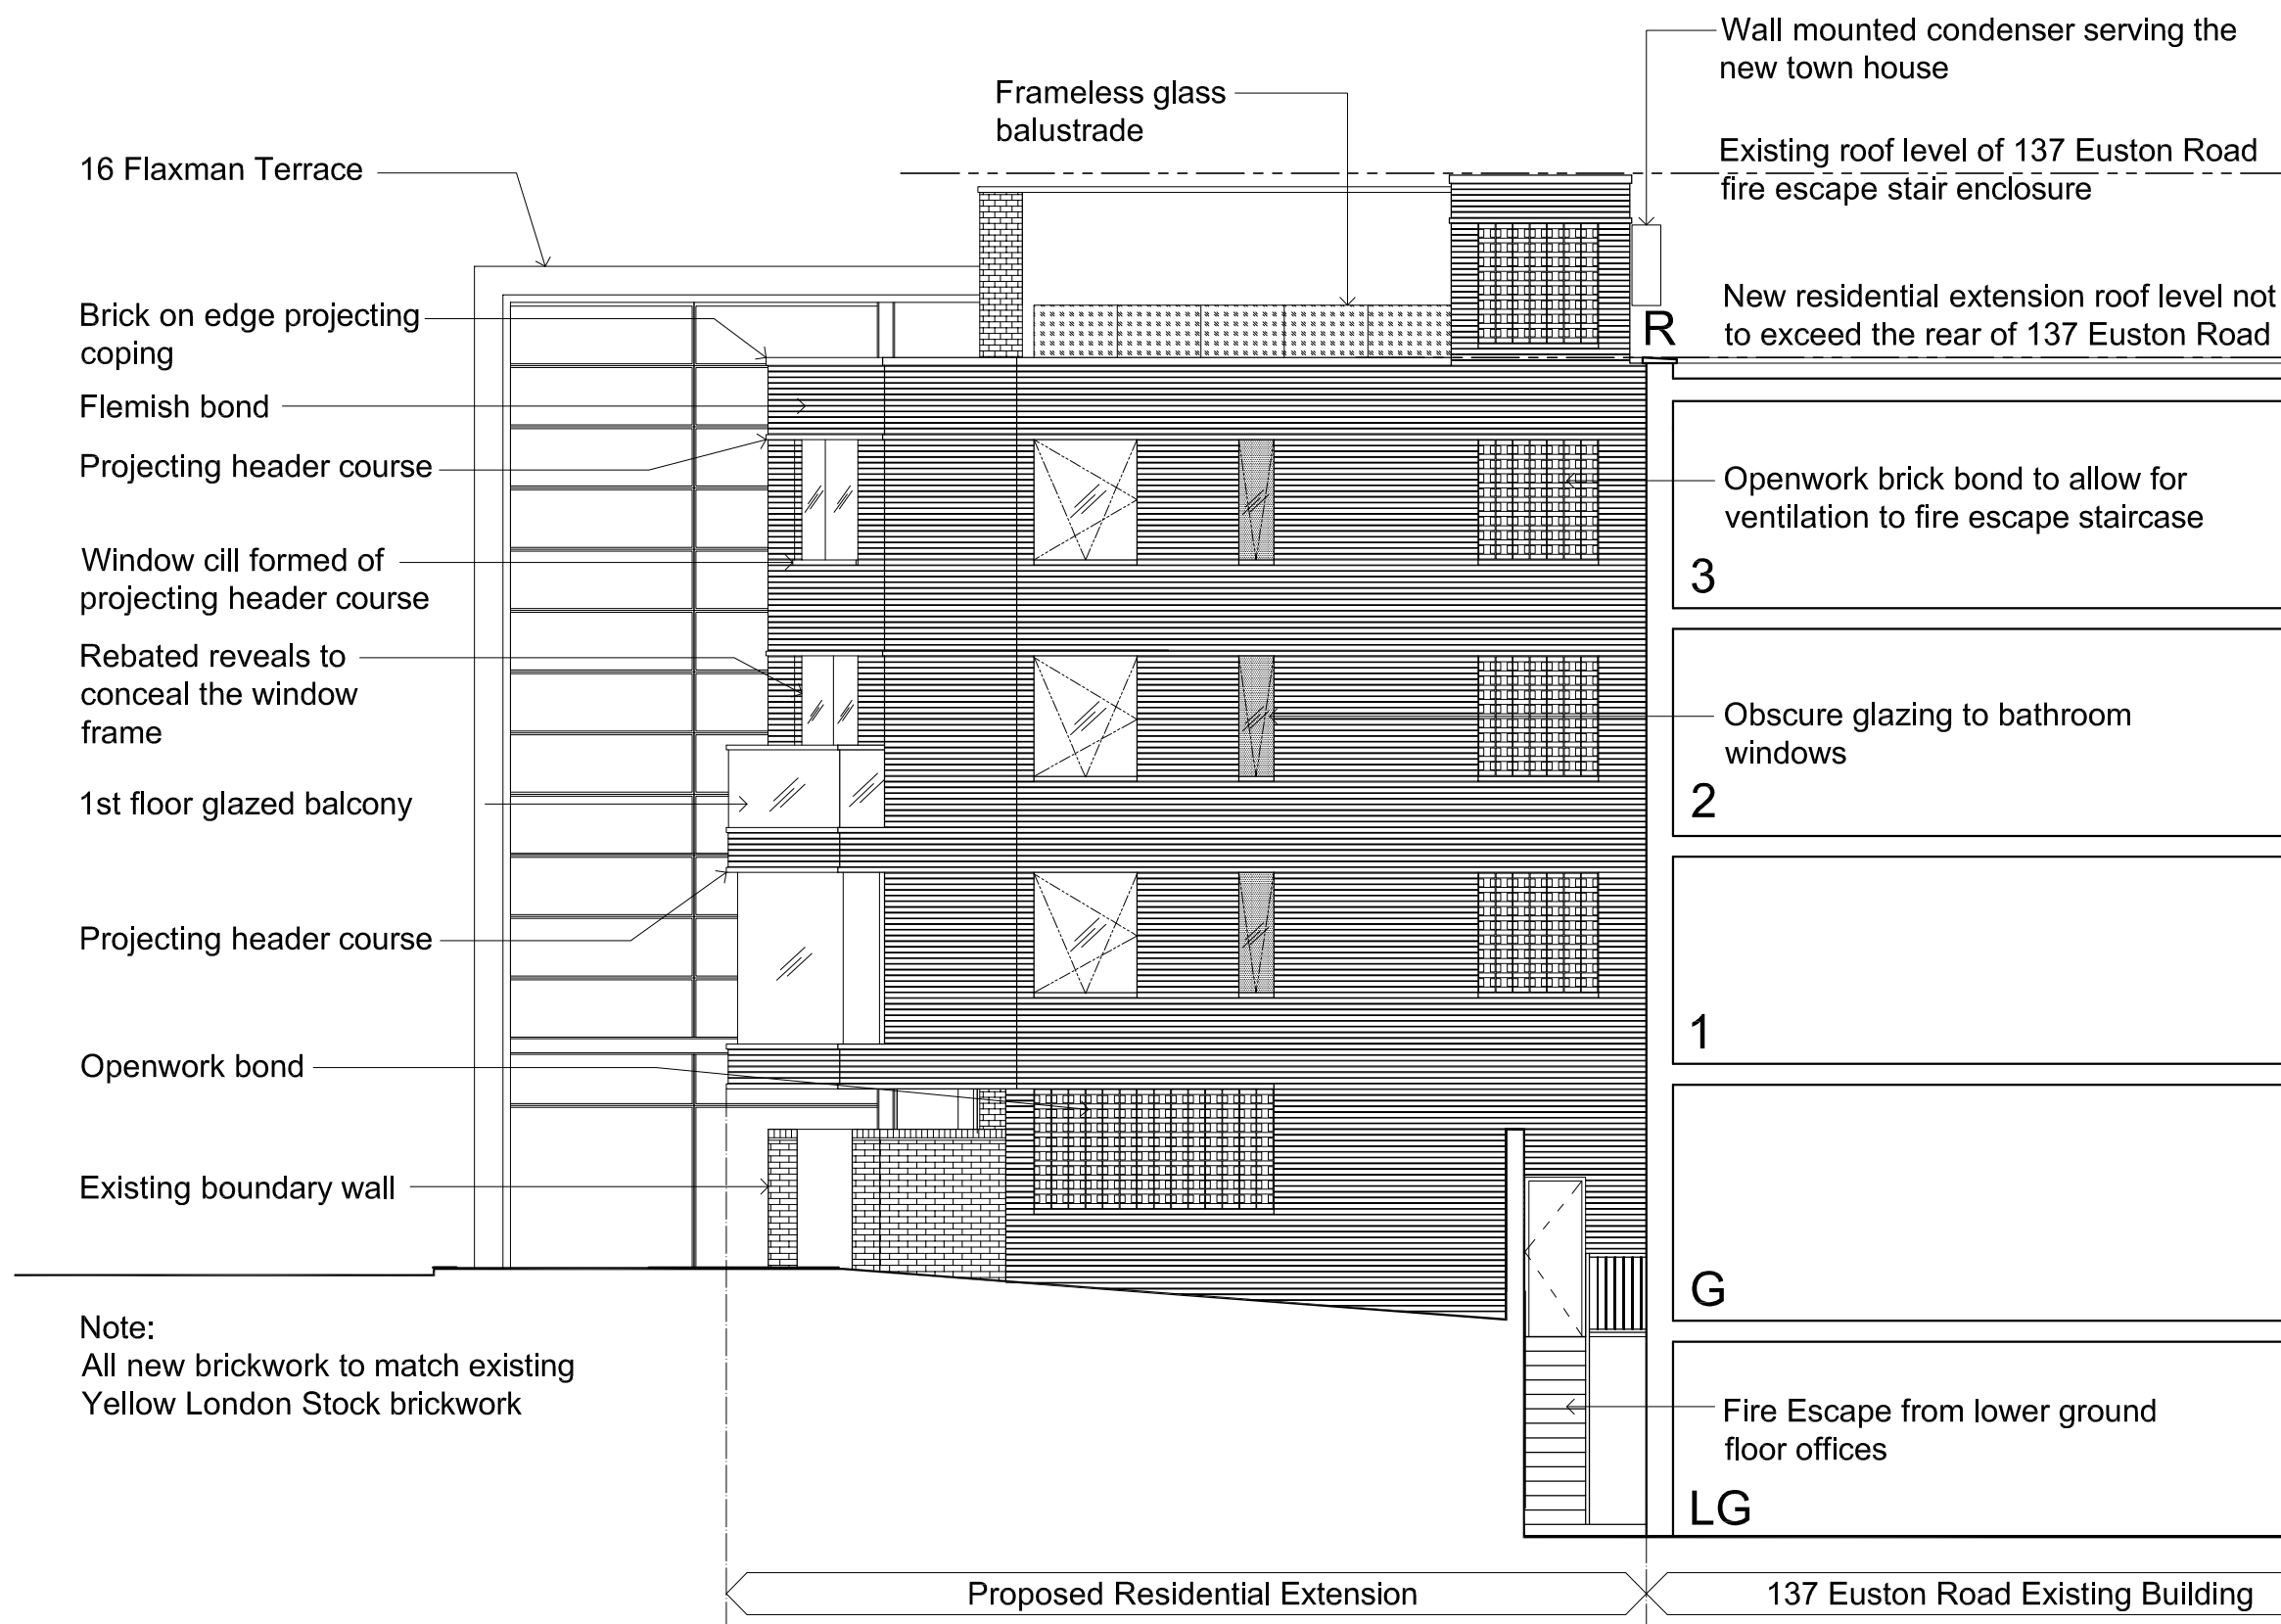 Wall mounted condenser serving the
new town house
Frameless glass
balustrade
16 Flaxman Terrace
Existing roof level of 137 Euston Road
fire escape stair enclosure
Brick on edge projecting
coping
New residential extension roof level not
to exceed the rear of 137 Euston Road
R
Flemish bond
Projecting header course
Openwork brick bond to allow for
ventilation to fire escape staircase
3
Window cill formed of
projecting header course
Rebated reveals to
conceal the window
frame
Obscure glazing to bathroom
windows
2
1st floor glazed balcony
Projecting header course
1
Openwork bond
Existing boundary wall
G
Note:
All new brickwork to match existing
Yellow London Stock brickwork
Fire Escape from lower ground
floor offices
LG
Proposed Residential Extension
137 Euston Road Existing Building